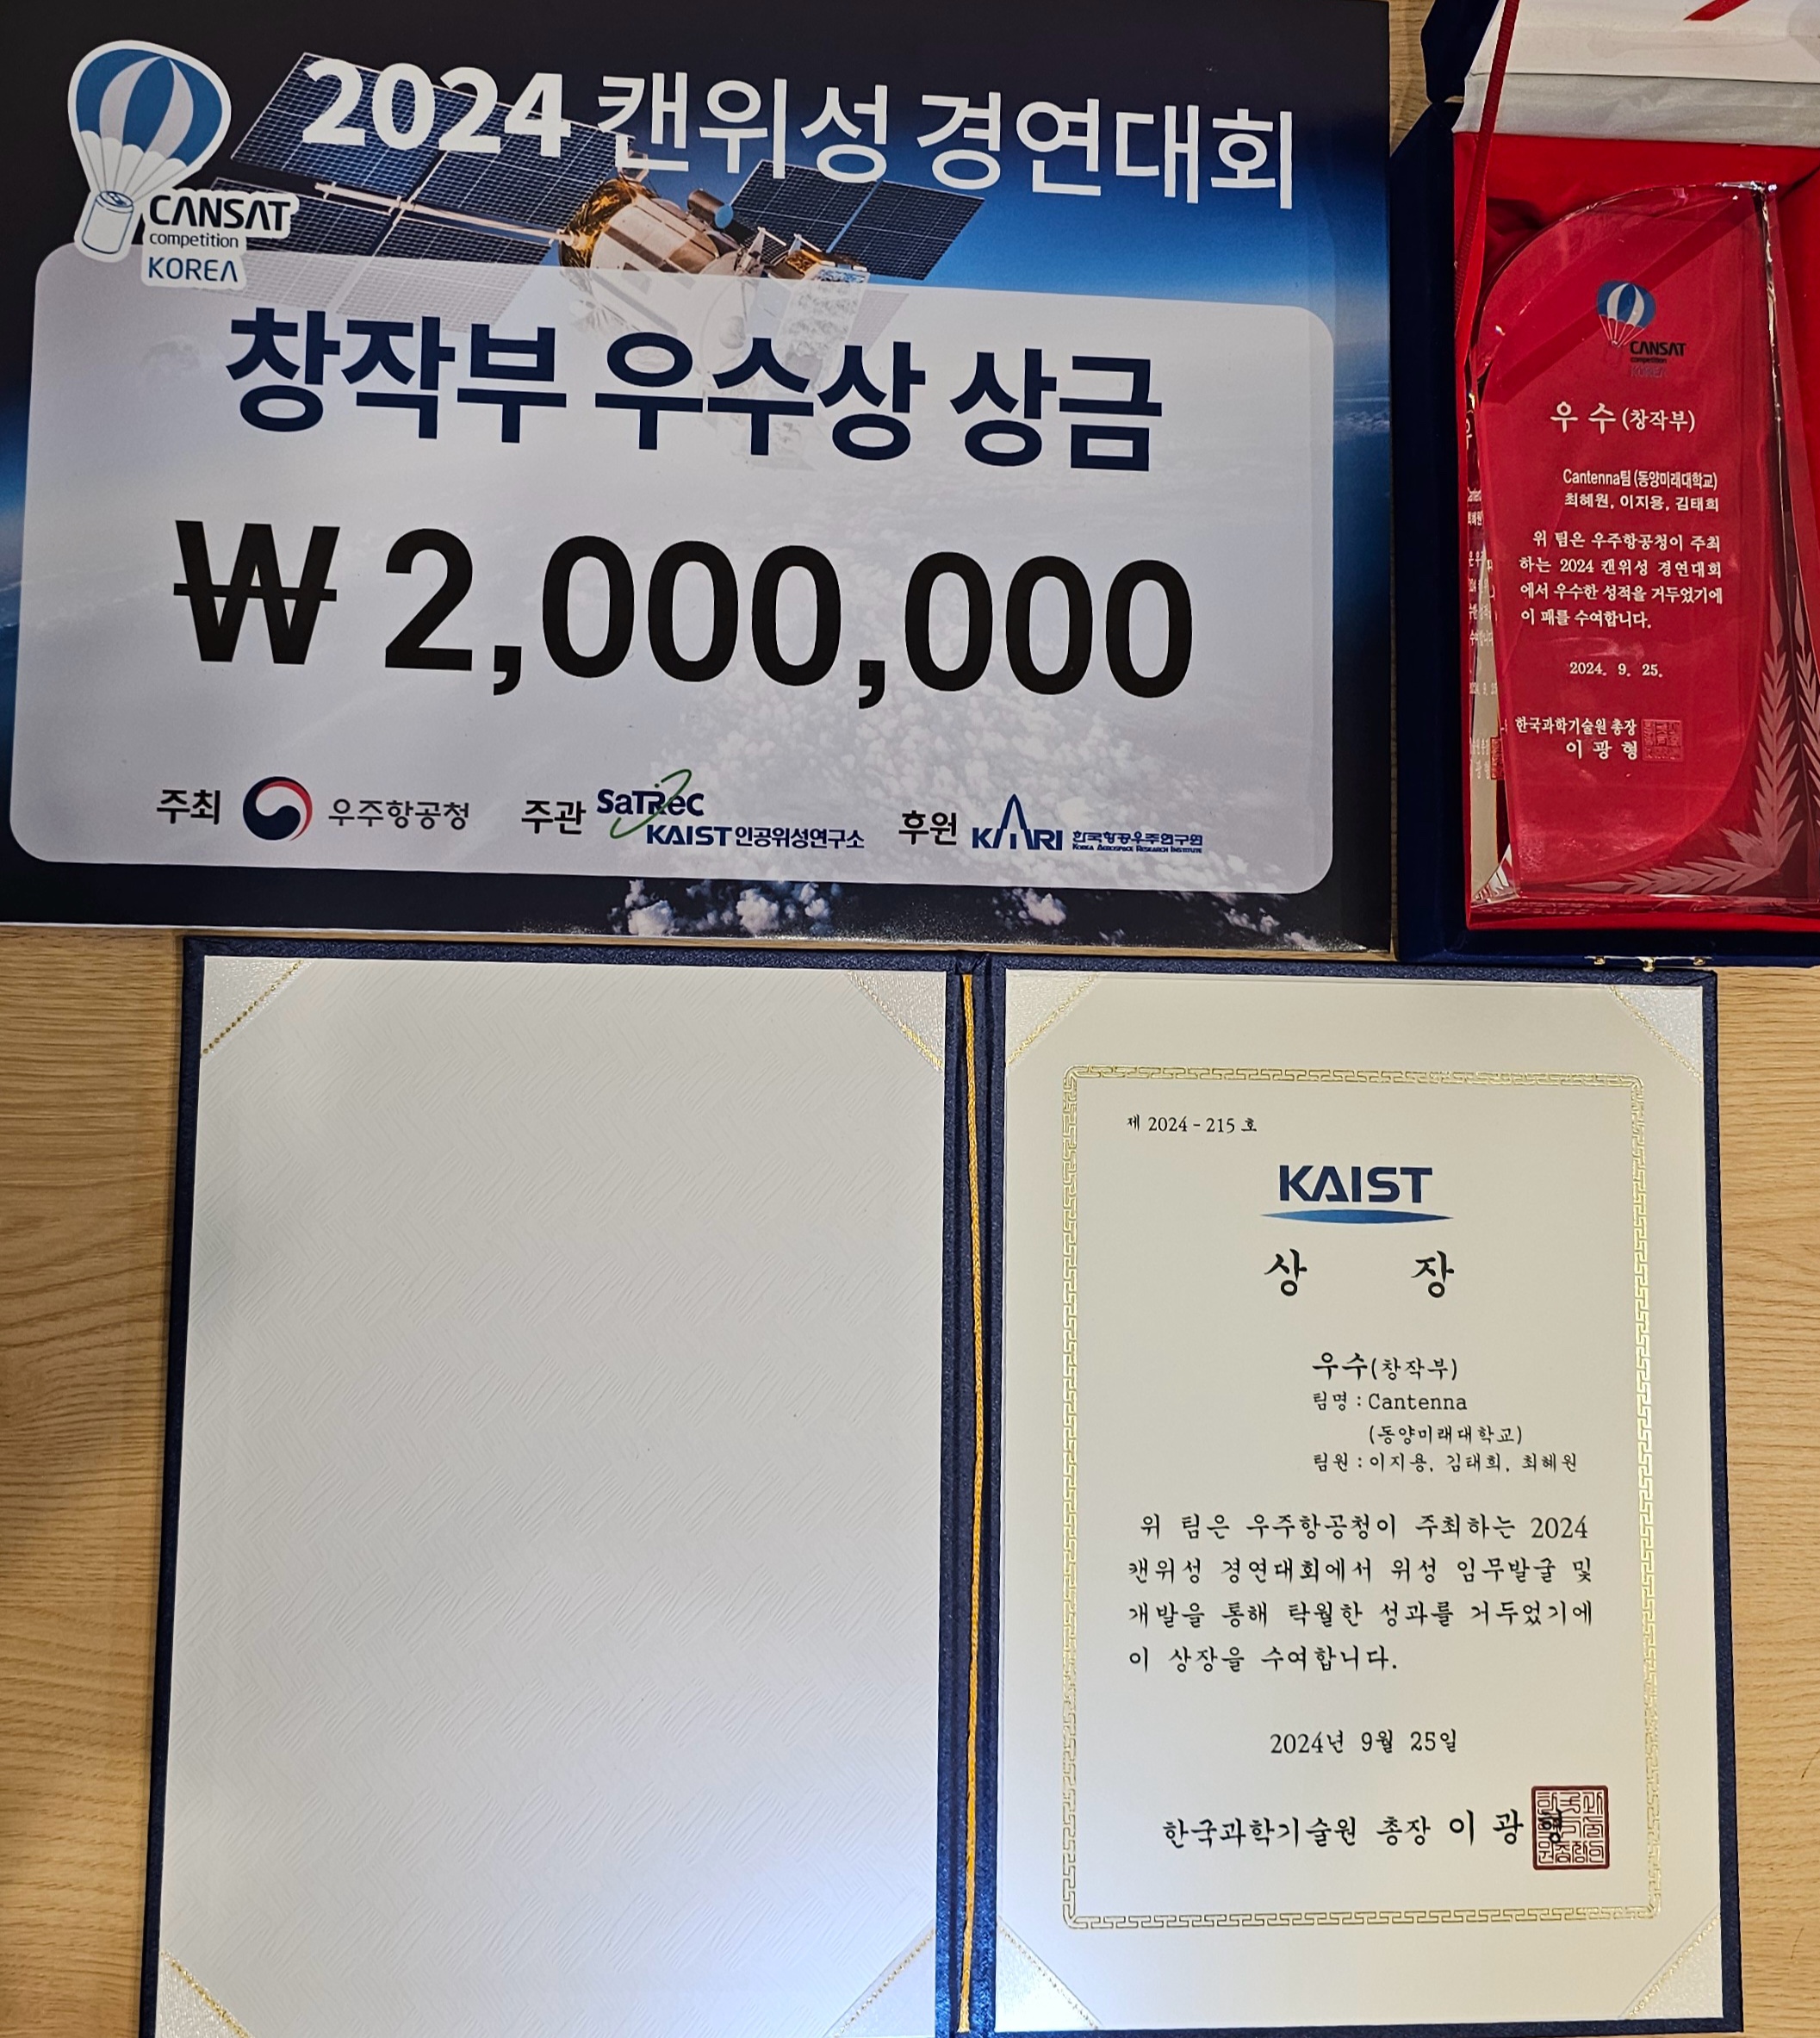 2024 캔위성 경연대회
CANSAT
competition
KOREA
창작부 우수상 상금
₩ 2,000,000
주최 우주항공청 주관 SaTReC KAIST 인공위성연구소 후원 KARI 한국항공우주연구원
KOREA AEROSPACE RESEARCH INSTITUTE
CANSAT
competition
KOREA
우 수 (창작부)
Cantenna팀 (동양미래대학교)
최혜원, 이지용, 김태희
위 팀은 우주항공청이 주최
하는 2024 캔위성 경연대회
에서 우수한 성적을 거두었기에
이 패를 수여합니다.
2024. 9. 25.
한국과학기술원 총장
이 광 형
제 2024 - 215 호
KAIST
상 장
우수(창작부)
팀명 : Cantenna
(동양미래대학교)
팀원 : 이지용, 김태희, 최혜원
위 팀은 우주항공청이 주최하는 2024
캔위성 경연대회에서 위성 임무발굴 및
개발을 통해 탁월한 성과를 거두었기에
이 상장을 수여합니다.
2024년 9월 25일
한국과학기술원 총장 이 광 형